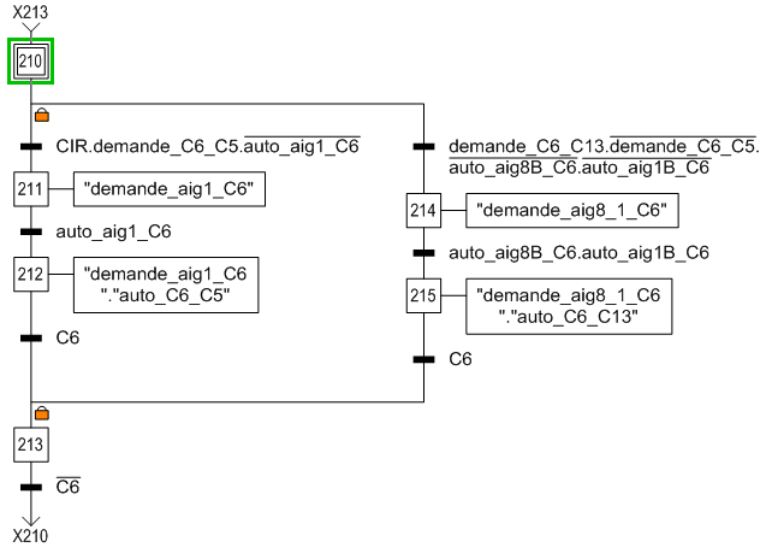 X213
210
CIR.demande_C6_C5.auto_aig1_C6
demande_C6_C13.demande_C6_C5.
auto_aig8B_C6.auto_aig1B_C6
211
"demande_aig1_C6"
214
"demande_aig8_1_C6"
auto_aig1_C6
auto_aig8B_C6.auto_aig1B_C6
212
"demande_aig1_C6
"."auto_C6_C5"
215
"demande_aig8_1_C6
"."auto_C6_C13"
C6
C6
213
C6
X210